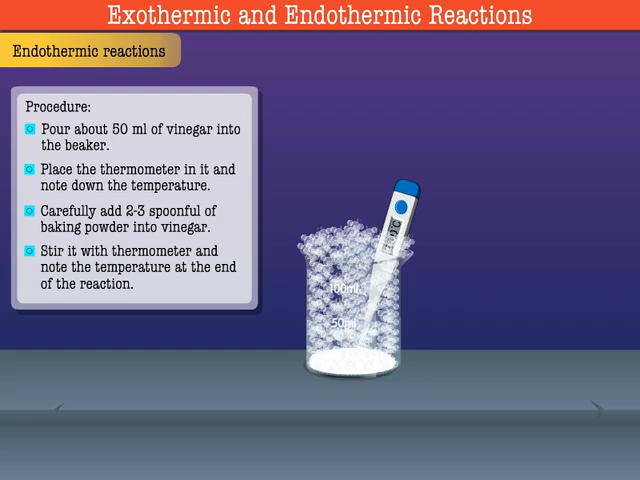 Exothermic and Endothermic Reactions
Endothermic reactions
Procedure:
Pour about 50 ml of vinegar into
the beaker.
Place the thermometer in it and
note down the temperature.
Carefully add 2-3 spoonful of
baking powder into vinegar.
Stir it with thermometer and
note the temperature at the end
of the reaction.
100ml
50ml